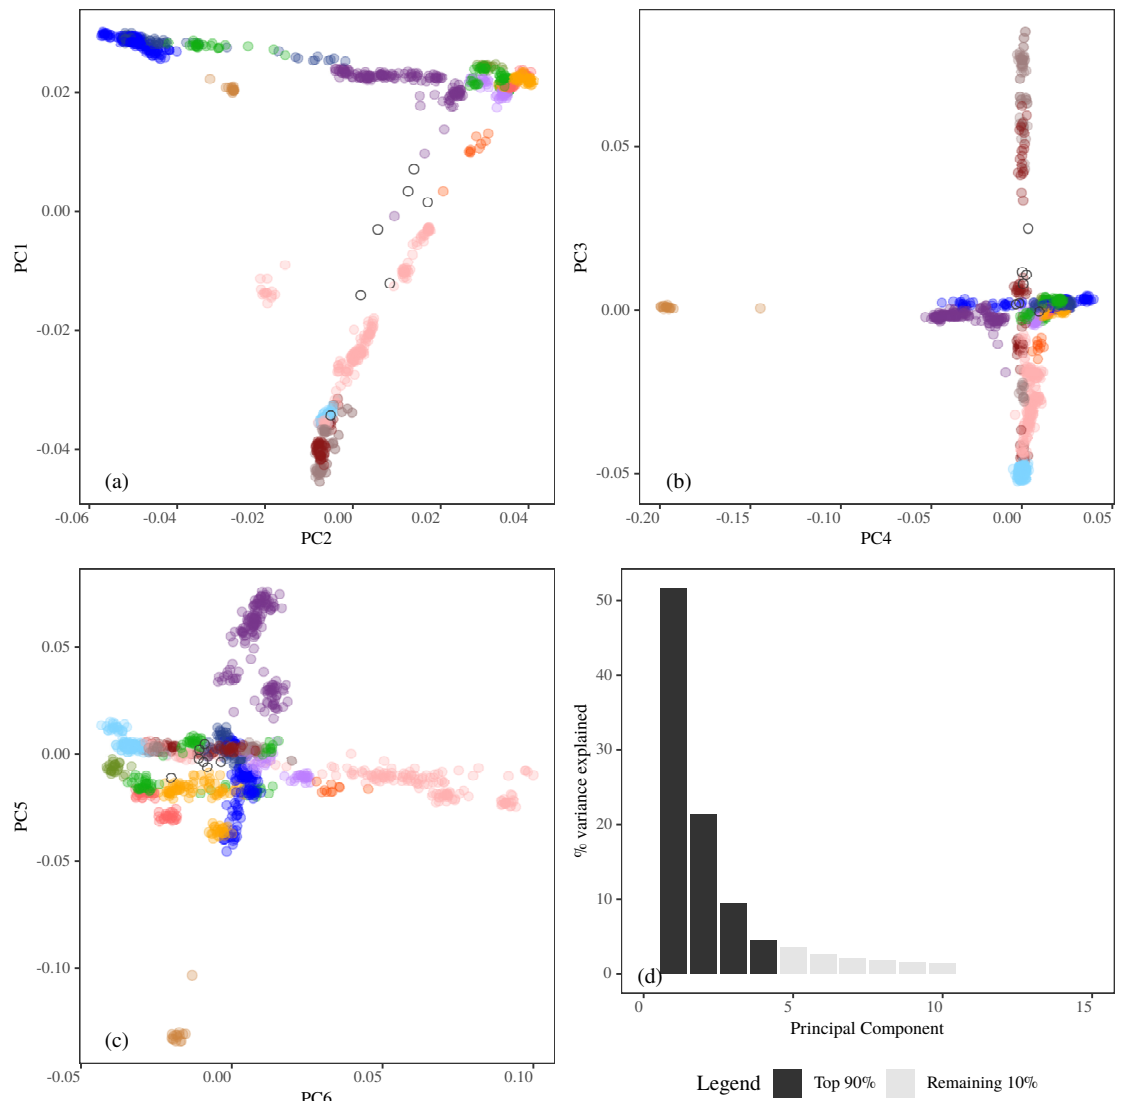 0.02
0.00
-0.02
-0.04
PC1
(a)
-0.06
-0.04
-0.02
0.00
0.02
0.04
PC2
0.05
0.00
-0.05
PC3
(b)
-0.20
-0.15
-0.10
-0.05
0.00
0.05
PC4
0.05
0.00
-0.05
-0.10
PC5
(c)
-0.05
0.00
0.05
0.10
PC6
50
40
30
20
10
0
% variance explained
(d)
0
5
10
15
Principal Component
Legend Top 90% Remaining 10%